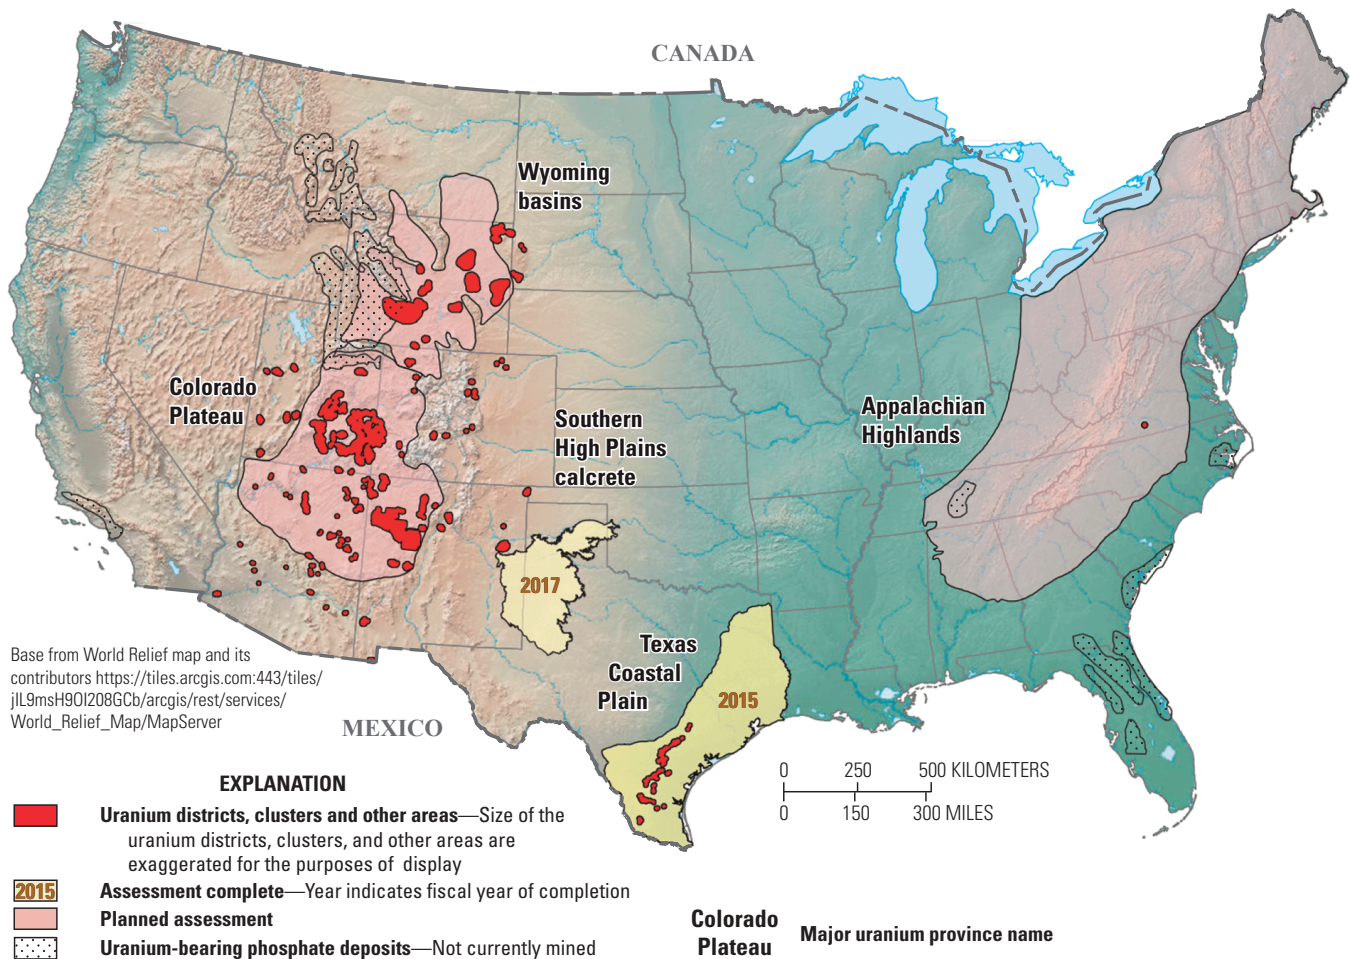 CANADA
Wyoming
basins
Colorado
Plateau
Southern
High Plains
calcrete
Appalachian
Highlands
2017
Texas
Coastal
Plain
2015
Base from World Relief map and its
contributors https://tiles.arcgis.com:443/tiles/
jIL9msH9OI208GCb/arcgis/rest/services/
World_Relief_Map/MapServer
MEXICO
0 250 500 KILOMETERS
0 150 300 MILES
EXPLANATION
Uranium districts, clusters and other areas—Size of the
uranium districts, clusters, and other areas are
exaggerated for the purposes of display
2015 Assessment complete—Year indicates fiscal year of completion
Planned assessment
Uranium-bearing phosphate deposits—Not currently mined
Colorado
Plateau
Major uranium province name